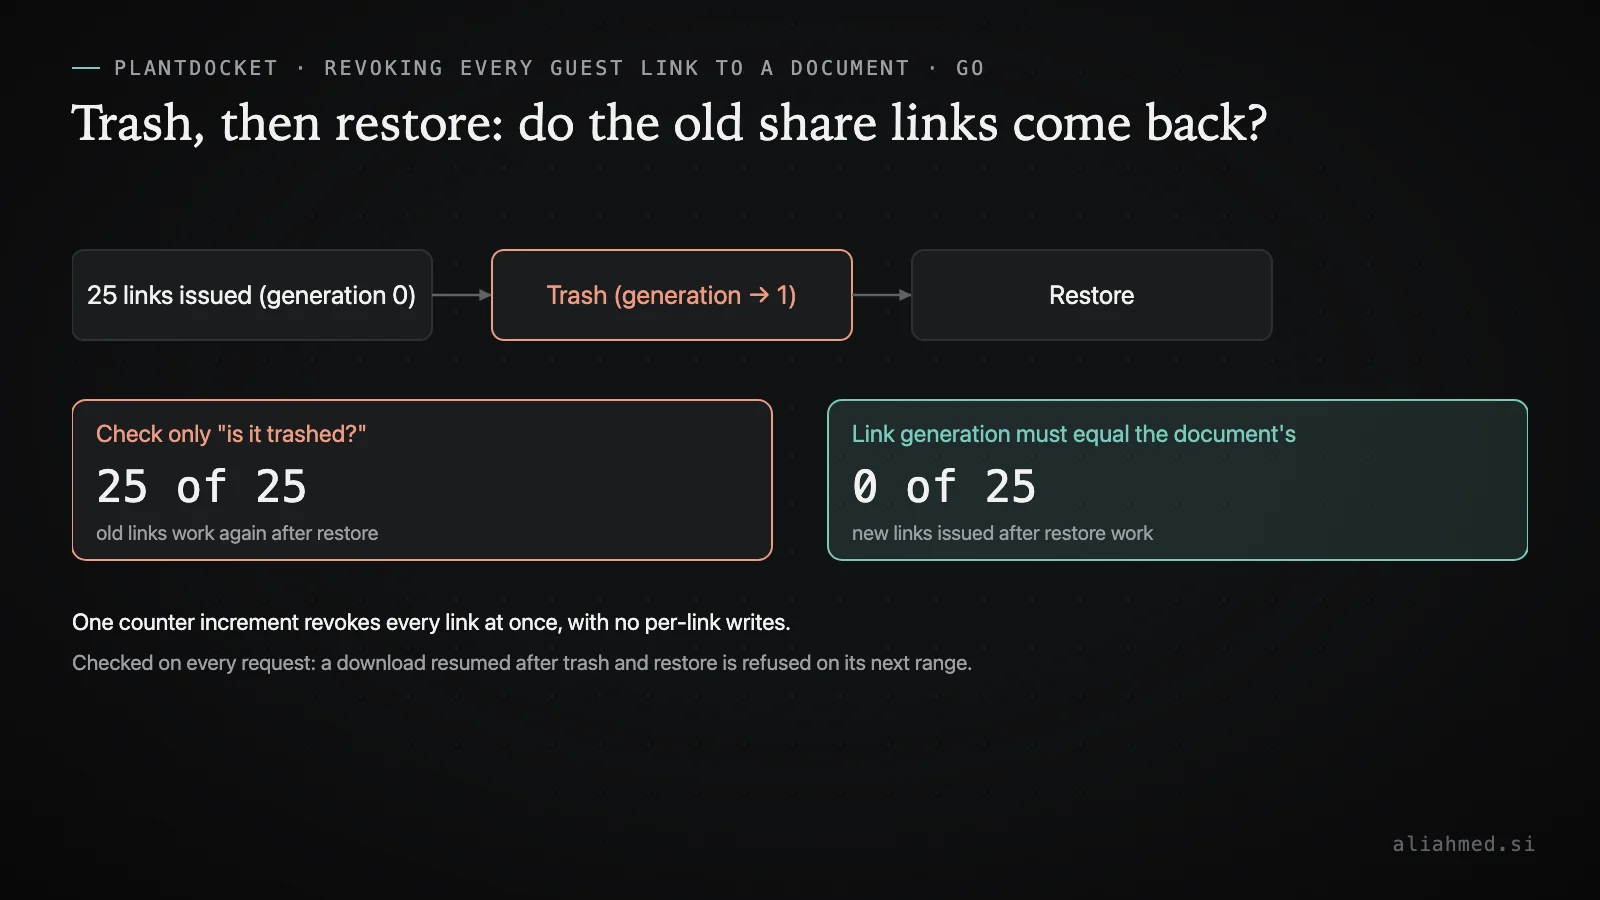 PLANTDOCKET · REVOKING EVERY GUEST LINK TO A DOCUMENT · GO
Trash, then restore: do the old share links come back?
25 links issued (generation 0)
Trash (generation → 1)
Restore
Check only "is it trashed?"
25 of 25
old links work again after restore
Link generation must equal the document's
0 of 25
new links issued after restore work
One counter increment revokes every link at once, with no per-link writes.
Checked on every request: a download resumed after trash and restore is refused on its next range.
aliahmed.si